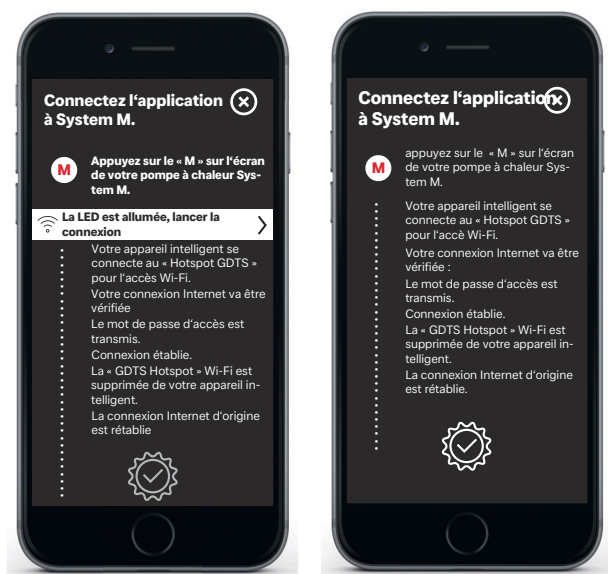 Connectez l'application
à System M.
M
Appuyez sur le « M » sur l'écran
de votre pompe à chaleur Sys-
tem M.
La LED est allumée, lancer la
connexion
Votre appareil intelligent se
connecte au « Hotspot GDTS »
pour l'accès Wi-Fi.
Votre connexion Internet va être
vérifiée
Le mot de passe d'accès est
transmis.
Connexion établie.
La « GDTS Hotspot » Wi-Fi est
supprimée de votre appareil in-
telligent.
La connexion Internet d'origine
est rétablie
Connectez l'application
à System M.
M
appuyez sur le « M » sur l'écran
de votre pompe à chaleur Sys-
tem M.
Votre appareil intelligent se
connecte au « Hotspot GDTS »
pour l'accè Wi-Fi.
Votre connexion Internet va être
vérifiée :
Le mot de passe d'accès est
transmis.
Connexion établie.
La « GDTS Hotspot » Wi-Fi est
supprimée de votre appareil in-
telligent.
La connexion Internet d'origine
est rétablie.